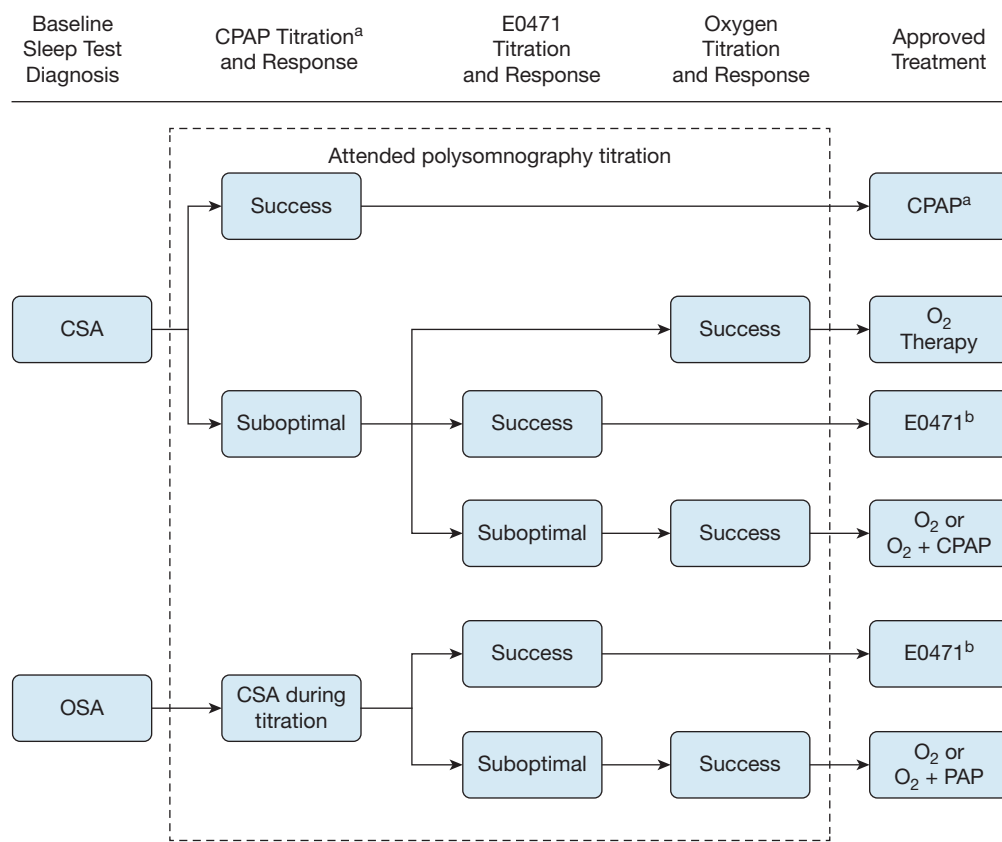 Baseline
Sleep Test
Diagnosis
CPAP Titrationᵃ
and Response
E0471
Titration
and Response
Oxygen
Titration
and Response
Approved
Treatment
Attended polysomnography titration
Success
CPAPᵃ
CSA
Success
O₂
Therapy
Suboptimal
Success
E0471ᵇ
Suboptimal
Success
O₂ or
O₂ + CPAP
Success
E0471ᵇ
OSA
CSA during
titration
Suboptimal
Success
O₂ or
O₂ + PAP